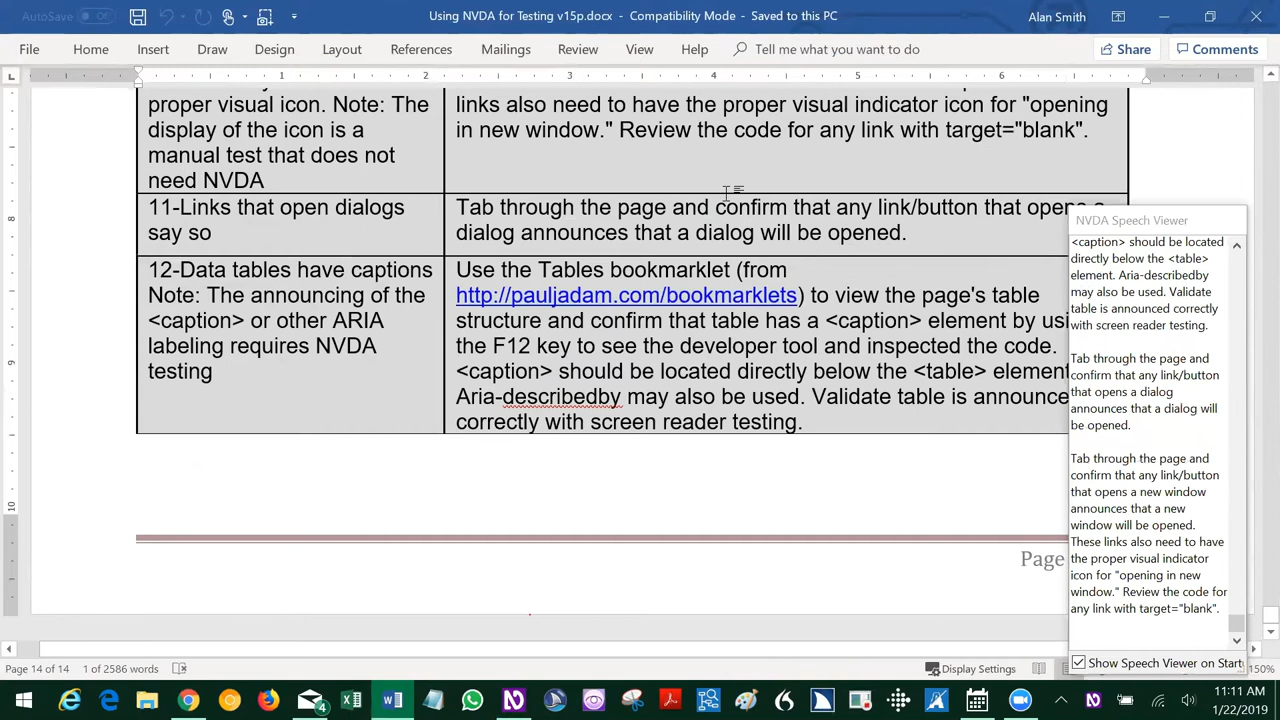 AutoSave Off
Using NVDA for Testing v15p.docx - Compatibility Mode - Saved to this PC
Alan Smith
File Home Insert Draw Design Layout References Mailings Review View Help Tell me what you want to do Share Comments
1 2 3 4 5 6
proper visual icon. Note: The
display of the icon is a
manual test that does not
need NVDA
links also need to have the proper visual indicator icon for "opening
in new window." Review the code for any link with target="blank".
11-Links that open dialogs
say so
Tab through the page and confirm that any link/button that opens a
dialog announces that a dialog will be opened.
12-Data tables have captions
Note: The announcing of the
<caption> or other ARIA
labeling requires NVDA
testing
Use the Tables bookmarklet (from
http://pauljadam.com/bookmarklets) to view the page's table
structure and confirm that table has a <caption> element by usi
the F12 key to see the developer tool and inspected the code.
<caption> should be located directly below the <table> element
Aria-describedby may also be used. Validate table is announce
correctly with screen reader testing.
8
9
10
Page
NVDA Speech Viewer
<caption> should be located
directly below the <table>
element. Aria-describedby
may also be used. Validate
table is announced correctly
with screen reader testing.
Tab through the page and
confirm that any link/button
that opens a dialog
announces that a dialog will
be opened.
Tab through the page and
confirm that any link/button
that opens a new window
announces that a new
window will be opened.
These links also need to have
the proper visual indicator
icon for "opening in new
window." Review the code for
any link with target="blank".
Show Speech Viewer on Start
Page 14 of 14 1 of 2586 words
Display Settings
150%
4
11:11 AM
1/22/2019